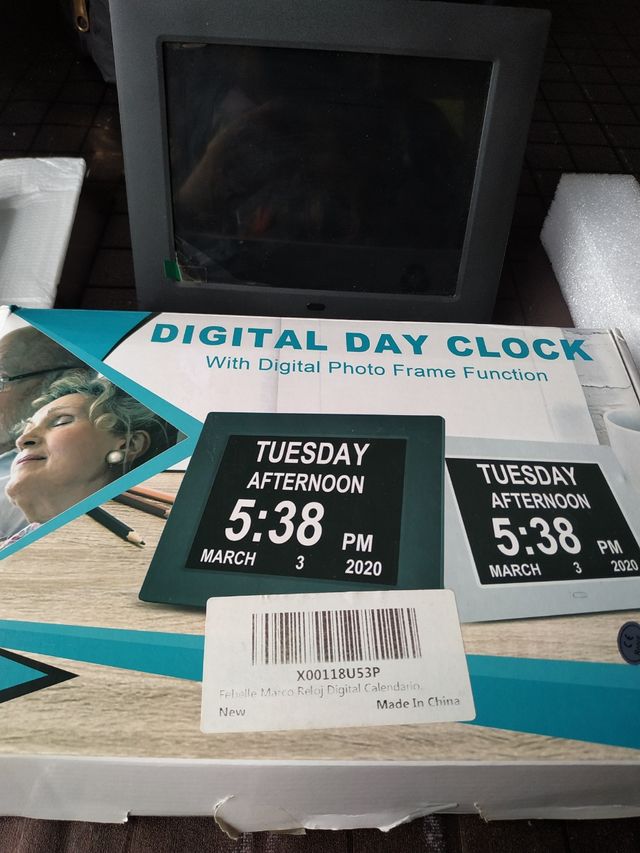 DIGITAL DAY CLOCK
With Digital Photo Frame Function
TUESDAY
AFTERNOON
5:38 PM
MARCH 3 2020
TUESDAY
AFTERNOON
5:38 PM
MARCH 3 2020
X00118U53P
Febelle Marco Reloj Digital Calendario,
New Made In China